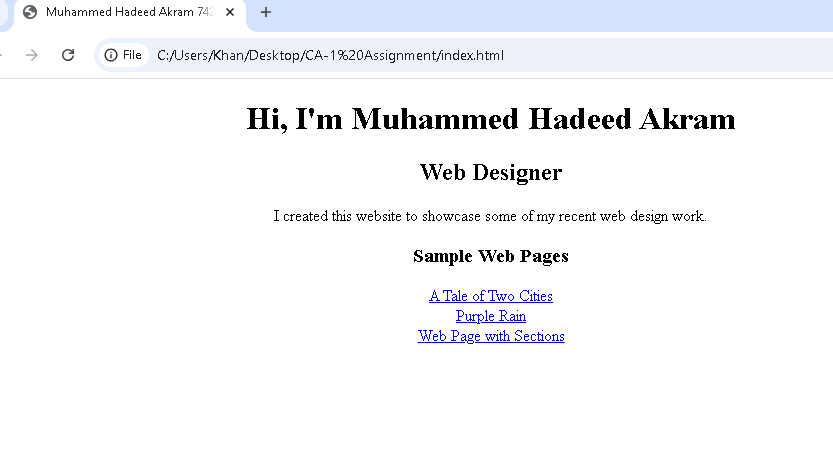 Muhammed Hadeed Akram 742
File C:/Users/Khan/Desktop/CA-1%20Assignment/index.html
Hi, I'm Muhammed Hadeed Akram
Web Designer
I created this website to showcase some of my recent web design work.
Sample Web Pages
A Tale of Two Cities
Purple Rain
Web Page with Sections